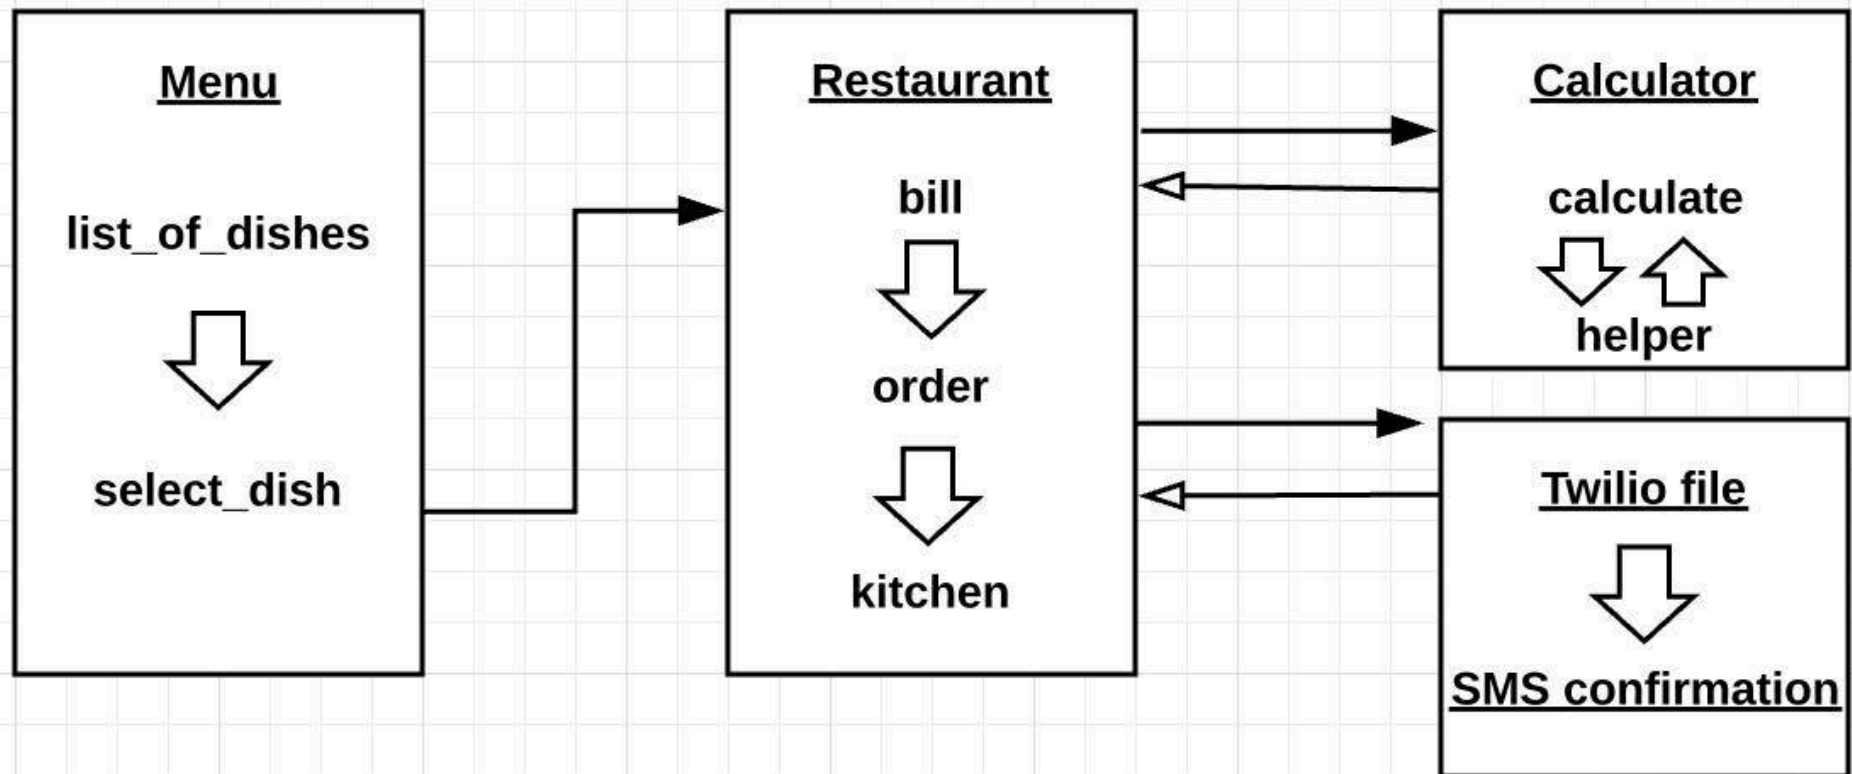 Menu
list_of_dishes
select_dish
Restaurant
bill
order
kitchen
Calculator
calculate
helper
Twilio file
SMS confirmation